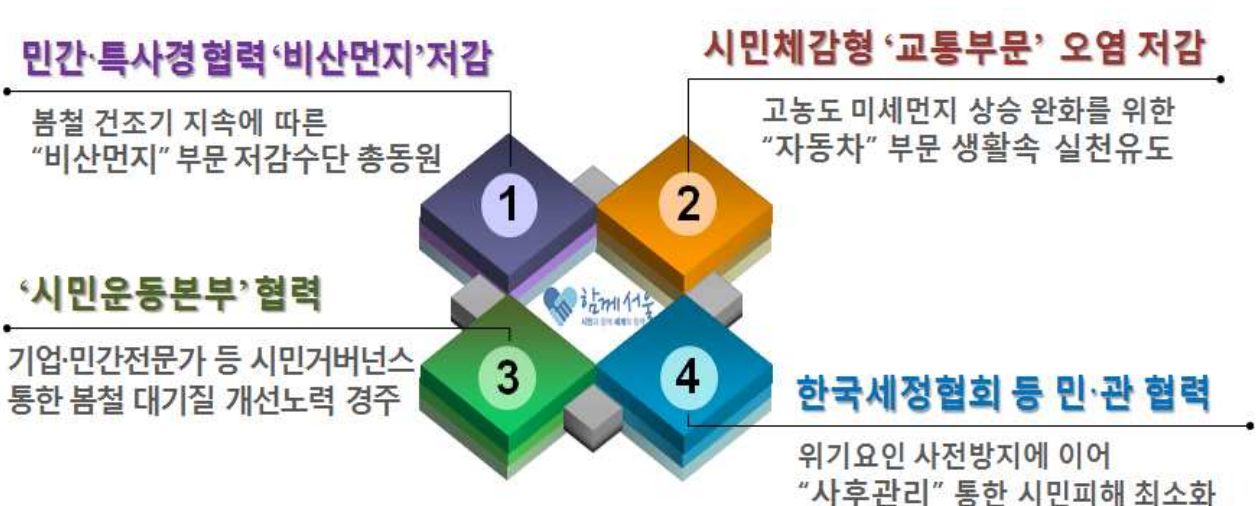 민간·특사경 협력 ‘비산먼지’ 저감
봄철 건조기 지속에 따른
“비산먼지” 부문 저감수단 총동원
1
시민체감형 ‘교통부문’ 오염 저감
고농도 미세먼지 상승 완화를 위한
“자동차” 부문 생활속 실천유도
2
함께서울
‘시민운동본부’ 협력
기업·민간전문가 등 시민거버넌스
통한 봄철 대기질 개선노력 경주
3
4
한국세정협회 등 민·관 협력
위기요인 사전방지에 이어
“사후관리” 통한 시민피해 최소화